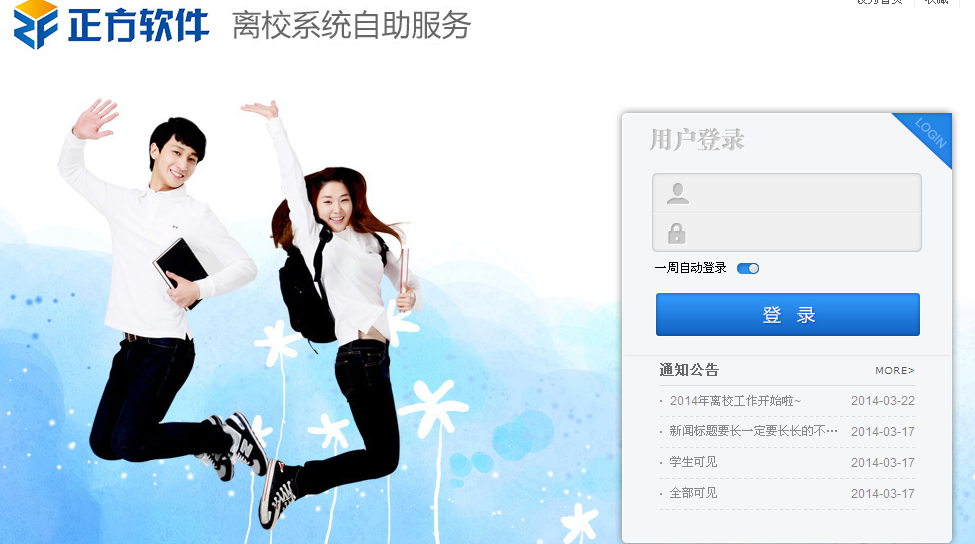 正方软件 离校系统自助服务
LOGIN
用户登录
一周自动登录
登 录
通知公告 MORE>
· 2014年离校工作开始啦~ 2014-03-22
· 新闻标题要长一定要长长的不··· 2014-03-17
· 学生可见 2014-03-17
· 全部可见 2014-03-17